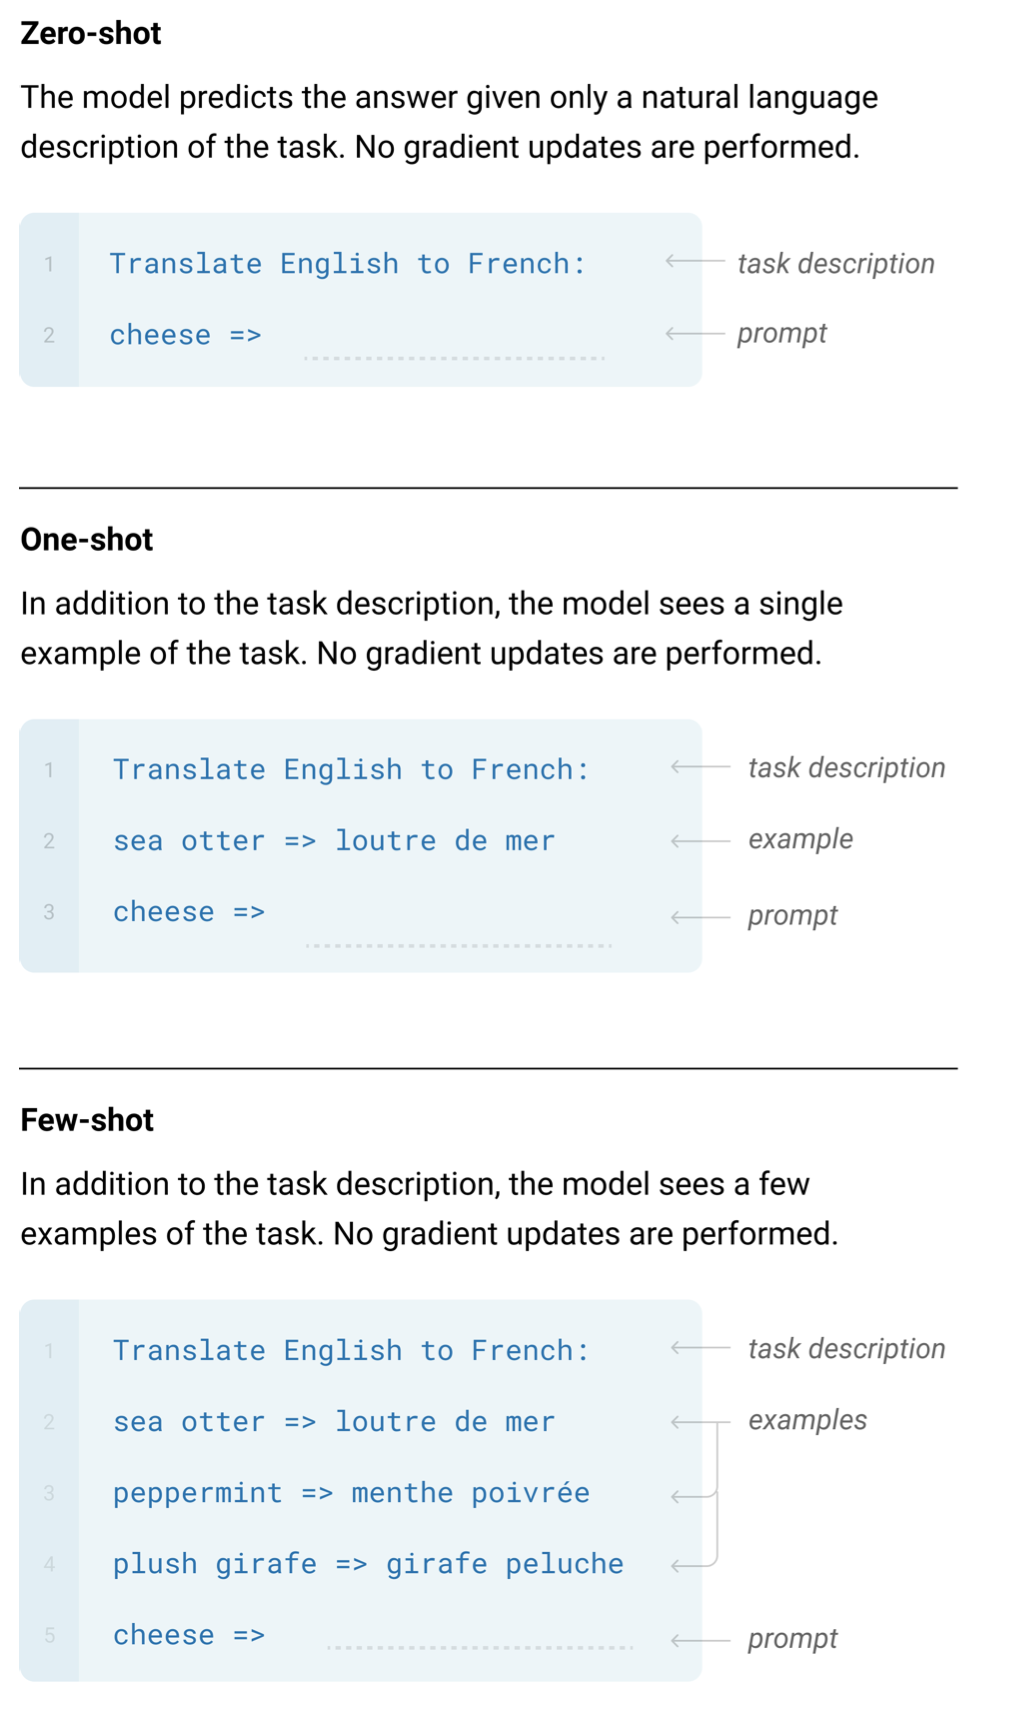 Zero-shot
The model predicts the answer given only a natural language
description of the task. No gradient updates are performed.
1 Translate English to French: task description
2 cheese => prompt
One-shot
In addition to the task description, the model sees a single
example of the task. No gradient updates are performed.
1 Translate English to French: task description
2 sea otter => loutre de mer example
3 cheese => prompt
Few-shot
In addition to the task description, the model sees a few
examples of the task. No gradient updates are performed.
1 Translate English to French: task description
2 sea otter => loutre de mer examples
3 peppermint => menthe poivrée
4 plush girafe => girafe peluche
5 cheese => prompt